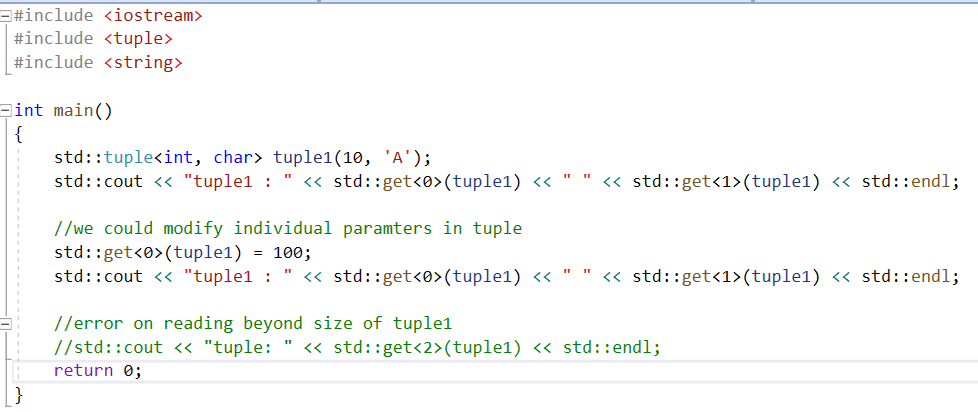 #include <iostream>
#include <tuple>
#include <string>
int main()
{
std::tuple<int, char> tuple1(10, 'A');
std::cout << "tuple1 : " << std::get<0>(tuple1) << " " << std::get<1>(tuple1) << std::endl;
//we could modify individual paramters in tuple
std::get<0>(tuple1) = 100;
std::cout << "tuple1 : " << std::get<0>(tuple1) << " " << std::get<1>(tuple1) << std::endl;
//error on reading beyond size of tuple1
//std::cout << "tuple: " << std::get<2>(tuple1) << std::endl;
return 0;
}